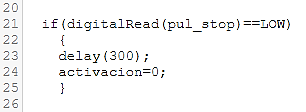 20
21 if(digitalRead(pul_stop)==LOW)
22 {
23 delay(300);
24 activacion=0;
25 }
26